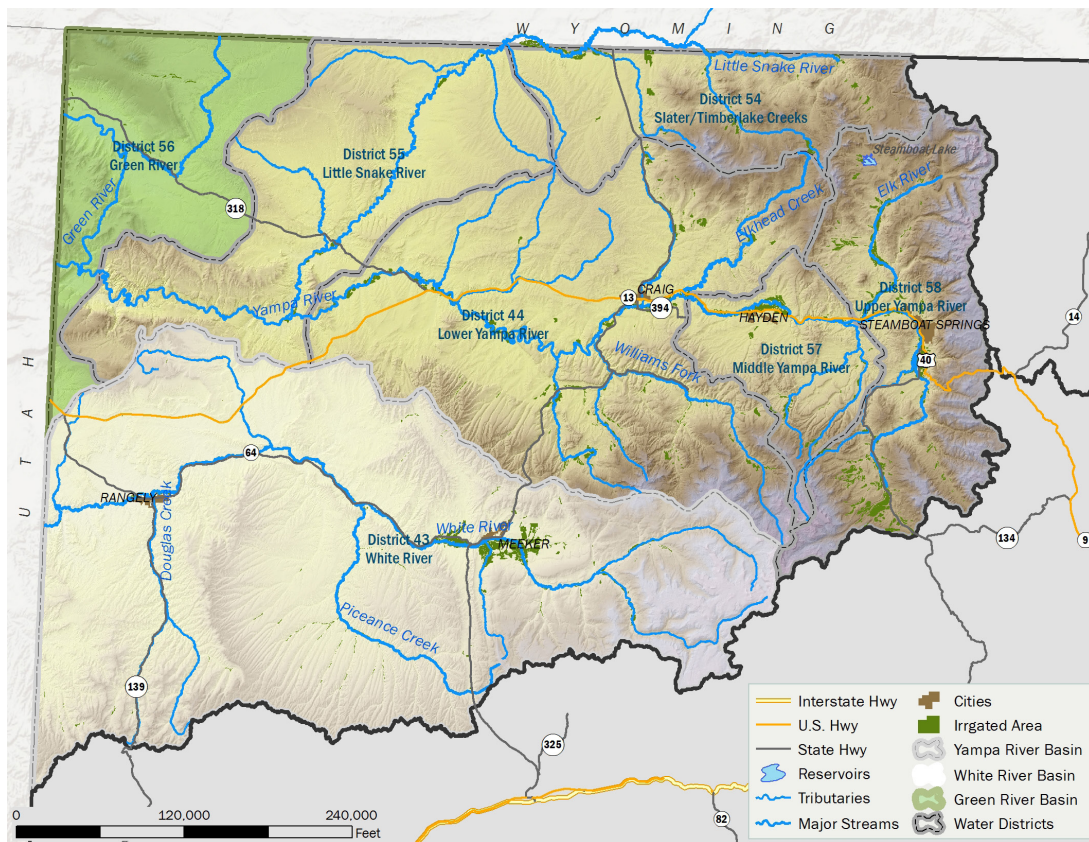 W Y O M I N G
Little Snake River
District 54
Slater/Timberlake Creeks
Steamboat Lake
District 56
Green River
District 55
Little Snake River
Elk River
Elkhead Creek
Green River
318
Yampa River
CRAIG
13
394
HAYDEN
District 58
Upper Yampa River
STEAMBOAT SPRINGS
14
District 44
Lower Yampa River
District 57
Middle Yampa River
Williams Fork
40
U T A H
64
RANGELY
Douglas Creek
White River
MEEKER
District 43
White River
134
9
Piceance Creek
139
325
82
Interstate Hwy
U.S. Hwy
State Hwy
Reservoirs
Tributaries
Major Streams
Cities
Irrgated Area
Yampa River Basin
White River Basin
Green River Basin
Water Districts
0 120,000 240,000
Feet